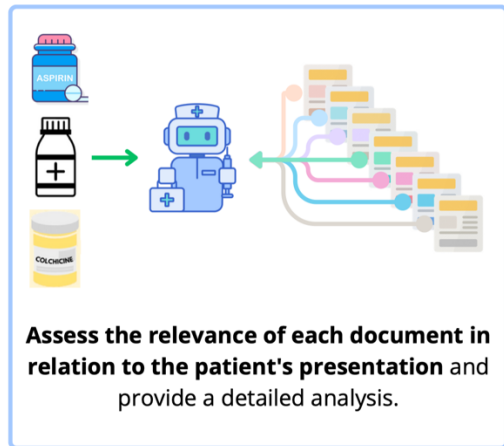 ASPIRIN
COLCHICINE
Assess the relevance of each document in
relation to the patient's presentation and
provide a detailed analysis.